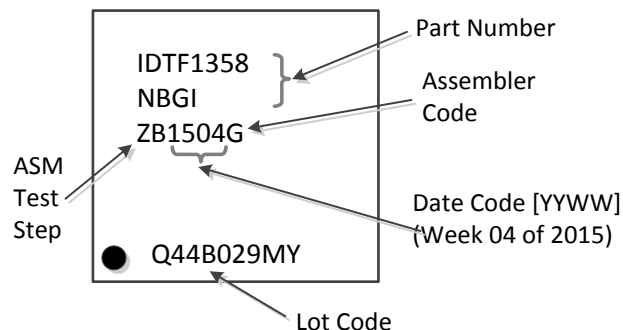 Part Number
IDTF1358
NBGI
Assembler
Code
ZB1504G
ASM
Test
Step
Date Code [YYWW]
(Week 04 of 2015)
Q44B029MY
Lot Code